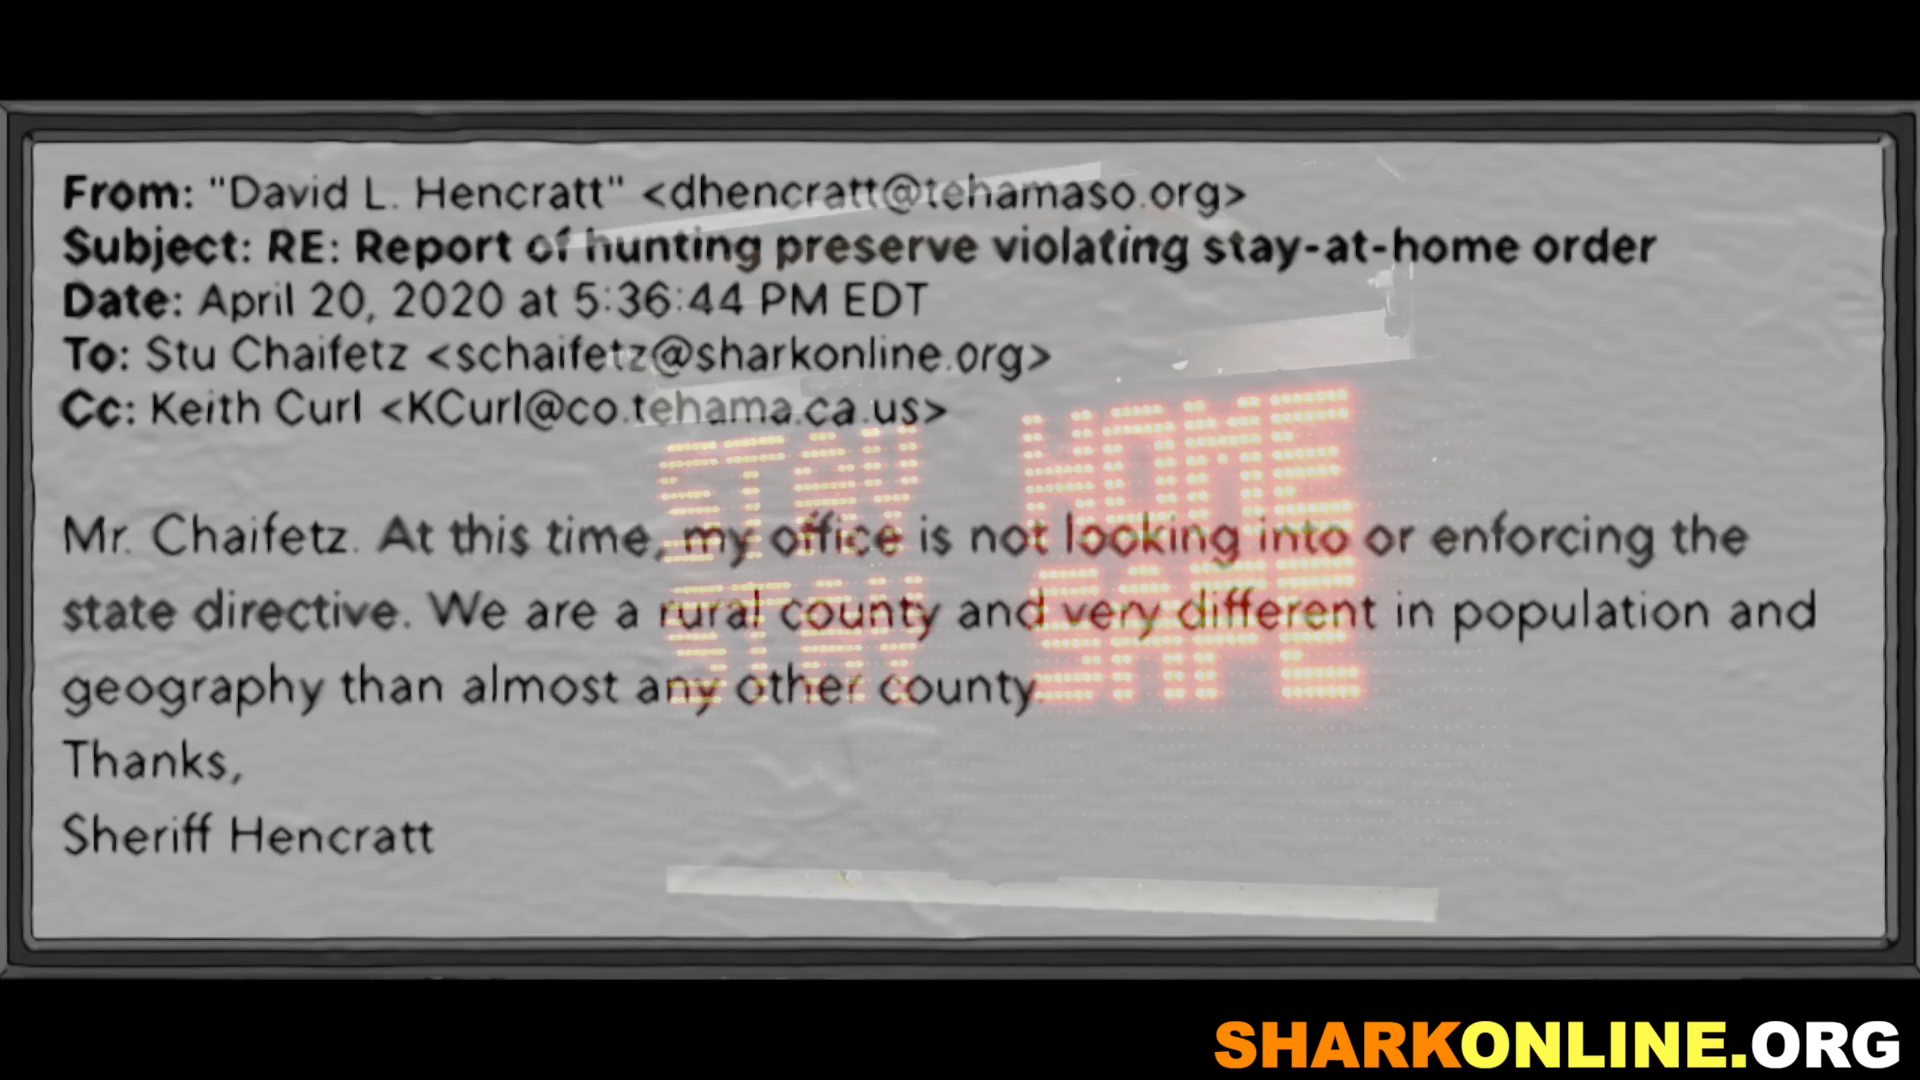 From: "David L. Hencratt" <dhencratt@tehamaso.org>
Subject: RE: Report of hunting preserve violating stay-at-home order
Date: April 20, 2020 at 5:36:44 PM EDT
To: Stu Chaifetz <schaifetz@sharkonline.org>
Cc: Keith Curl <KCurl@co.tehama.ca.us>
STAY HOME
STAY SAFE
Mr. Chaifetz. At this time, my office is not looking into or enforcing the
state directive. We are a rural county and very different in population and
geography than almost any other county.
Thanks,
Sheriff Hencratt
SHARKONLINE.ORG